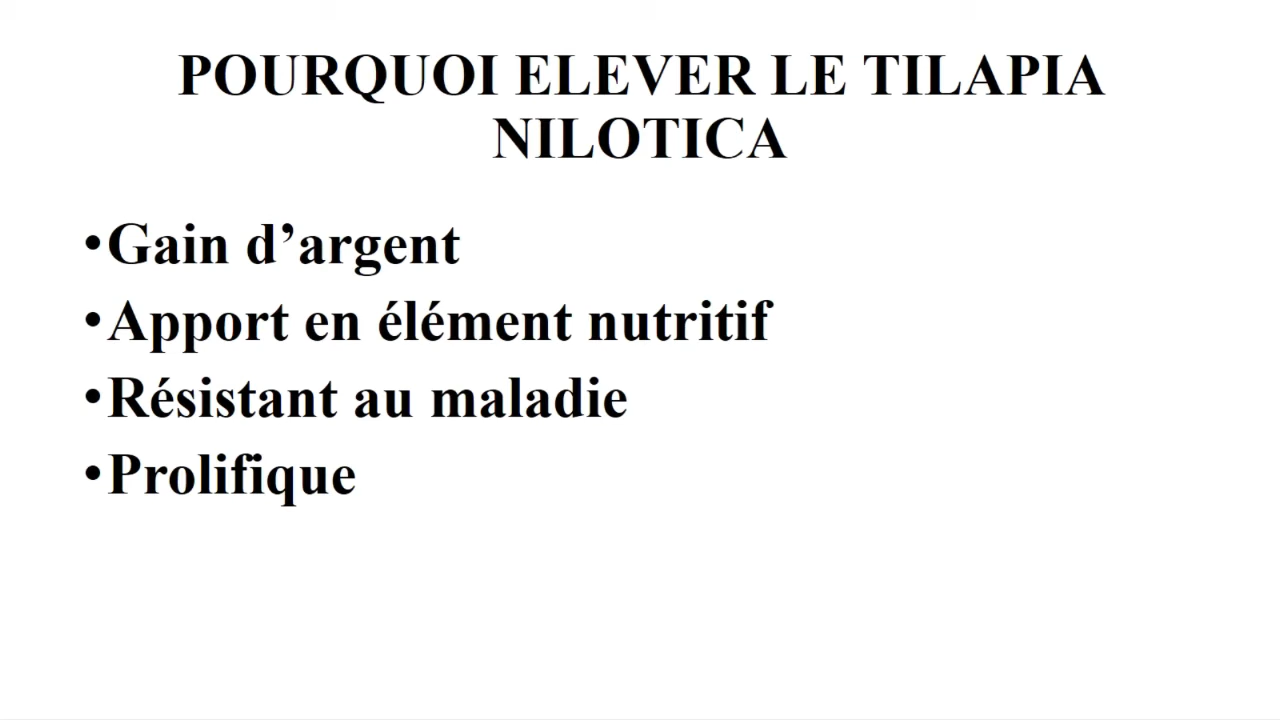 POURQUOI ELEVER LE TILAPIA
NILOTICA
•Gain d’argent
•Apport en élément nutritif
•Résistant au maladie
•Prolifique